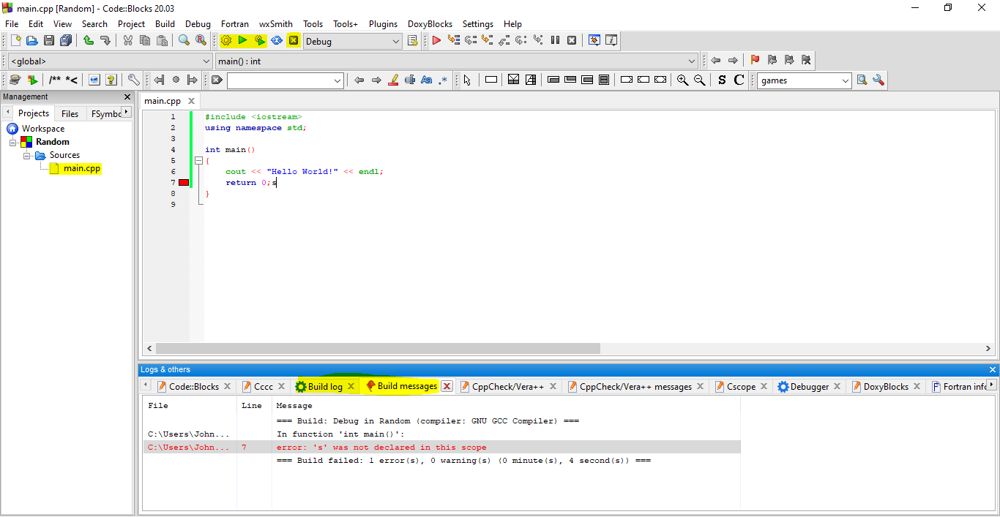 main.cpp [Random] - Code::Blocks 20.03
File Edit View Search Project Build Debug Fortran wxSmith Tools Tools+ Plugins DoxyBlocks Settings Help
Debug
<global> main() : int
/** *< Aa .* S C games
Management
Projects Files FSymbo
Workspace
Random
Sources
main.cpp
main.cpp
1 #include <iostream>
2 using namespace std;
3
4 int main()
5 {
6 cout << "Hello World!" << endl;
7 return 0;s
8 }
9
Logs & others
Code::Blocks Cccc Build log Build messages CppCheck/Vera++ CppCheck/Vera++ messages Cscope Debugger DoxyBlocks Fortran info
File Line Message
=== Build: Debug in Random (compiler: GNU GCC Compiler) ===
C:\Users\John... In function 'int main()':
C:\Users\John... 7 error: 's' was not declared in this scope
=== Build failed: 1 error(s), 0 warning(s) (0 minute(s), 4 second(s)) ===